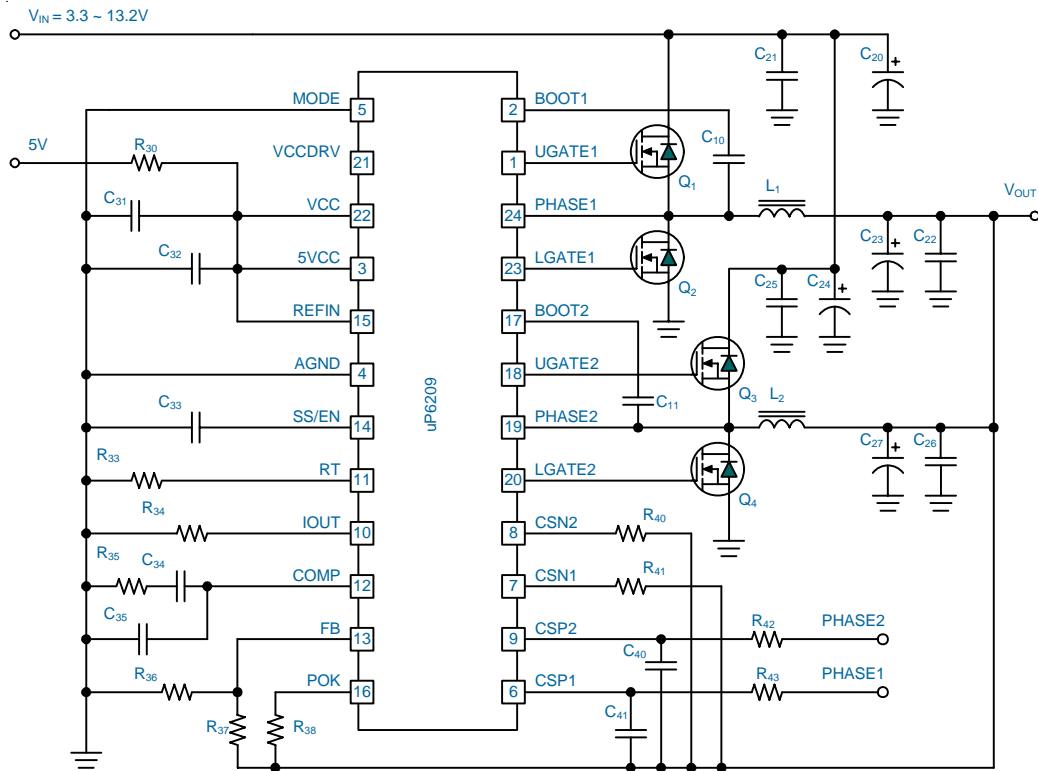 V_IN = 3.3 ~ 13.2V
C21
C20
MODE
5
2
BOOT1
5V
R30
VCCDRV
21
1
UGATE1
C10
Q1
C31
VCC
22
24
PHASE1
L1
V_OUT
C32
5VCC
3
23
LGATE1
Q2
C23
C22
C25
C24
REFIN
15
17
BOOT2
AGND
4
18
UGATE2
Q3
uP6209
C11
L2
C33
SS/EN
14
19
PHASE2
C27
C26
R33
RT
11
20
LGATE2
Q4
R34
IOUT
10
8
CSN2
R40
R35
C34
COMP
12
7
CSN1
R41
C35
FB
13
9
CSP2
C40
R42
PHASE2
R36
POK
16
6
CSP1
C41
R43
PHASE1
R37
R38